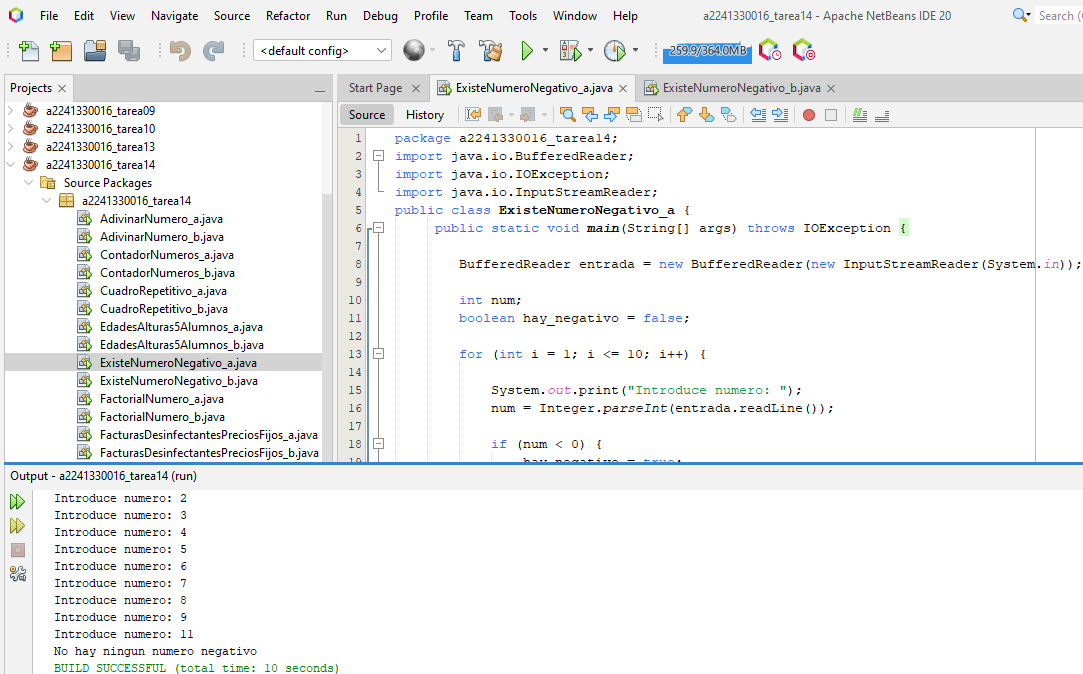 File Edit View Navigate Source Refactor Run Debug Profile Team Tools Window Help
a2241330016_tarea14 - Apache NetBeans IDE 20
Search (
<default config>
259.9/364.0MB
Projects
Start Page
ExisteNumeroNegativo_a.java
ExisteNumeroNegativo_b.java
a2241330016_tarea09
a2241330016_tarea10
a2241330016_tarea13
a2241330016_tarea14
Source Packages
a2241330016_tarea14
AdivinarNumero_a.java
AdivinarNumero_b.java
ContadorNumeros_a.java
ContadorNumeros_b.java
CuadroRepetitivo_a.java
CuadroRepetitivo_b.java
EdadesAlturas5Alumnos_a.java
EdadesAlturas5Alumnos_b.java
ExisteNumeroNegativo_a.java
ExisteNumeroNegativo_b.java
FactorialNumero_a.java
FactorialNumero_b.java
FacturasDesinfectantesPreciosFijos_a.java
FacturasDesinfectantesPreciosFijos_b.java
Source History
1 package a2241330016_tarea14;
2 import java.io.BufferedReader;
3 import java.io.IOException;
4 import java.io.InputStreamReader;
5 public class ExisteNumeroNegativo_a {
6 public static void main(String[] args) throws IOException {
7
8 BufferedReader entrada = new BufferedReader(new InputStreamReader(System.in));
9
10 int num;
11 boolean hay_negativo = false;
12
13 for (int i = 1; i <= 10; i++) {
14
15 System.out.print("Introduce numero: ");
16 num = Integer.parseInt(entrada.readLine());
17
18 if (num < 0) {
19 hay_negativo = true;
Output - a2241330016_tarea14 (run)
Introduce numero: 2
Introduce numero: 3
Introduce numero: 4
Introduce numero: 5
Introduce numero: 6
Introduce numero: 7
Introduce numero: 8
Introduce numero: 9
Introduce numero: 11
No hay ningun numero negativo
BUILD SUCCESSFUL (total time: 10 seconds)